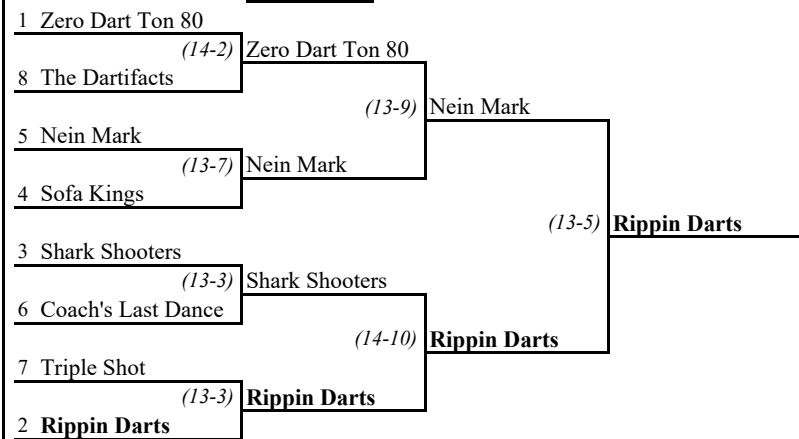 1 Zero Dart Ton 80
(14-2) Zero Dart Ton 80
8 The Dartifacts
(13-9) Nein Mark
5 Nein Mark
(13-7) Nein Mark
4 Sofa Kings
(13-5) Rippin Darts
3 Shark Shooters
(13-3) Shark Shooters
6 Coach's Last Dance
(14-10) Rippin Darts
7 Triple Shot
(13-3) Rippin Darts
2 Rippin Darts